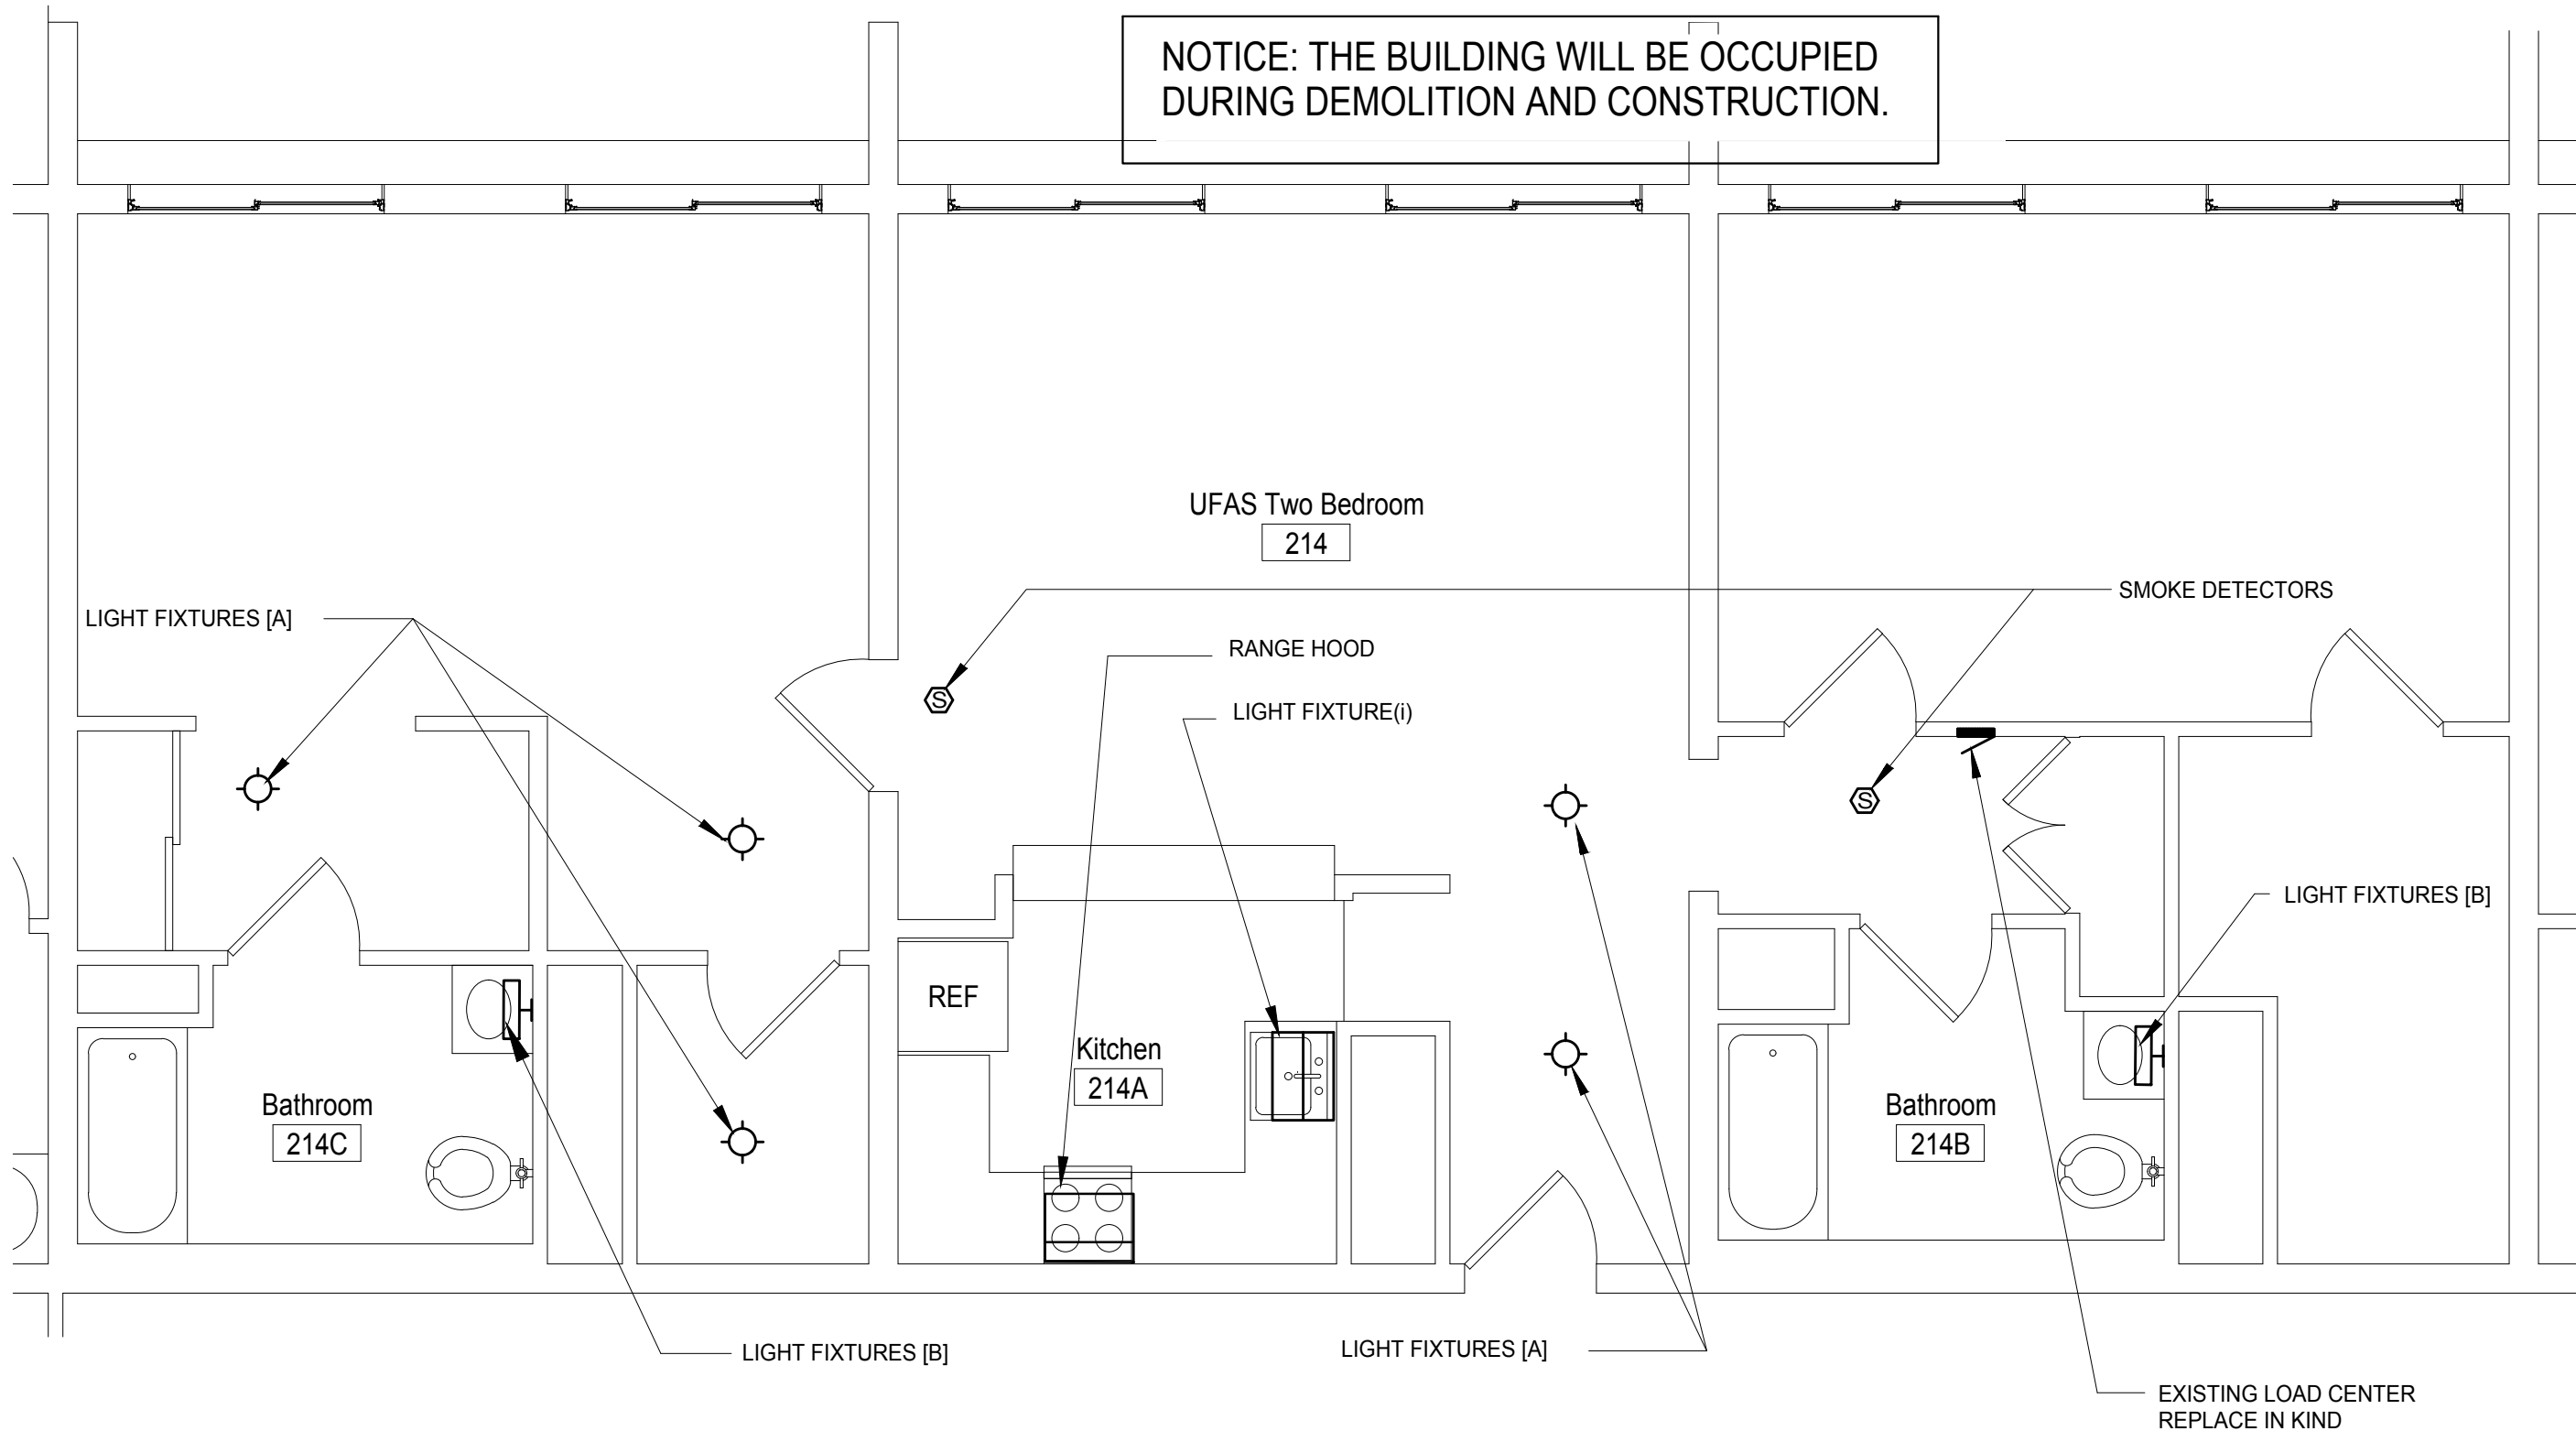 NOTICE: THE BUILDING WILL BE OCCUPIED
DURING DEMOLITION AND CONSTRUCTION.
UFAS Two Bedroom
214
SMOKE DETECTORS
LIGHT FIXTURES [A]
RANGE HOOD
S
LIGHT FIXTURE(i)
S
LIGHT FIXTURES [B]
REF
Kitchen
214A
Bathroom
214C
Bathroom
214B
LIGHT FIXTURES [B]
LIGHT FIXTURES [A]
EXISTING LOAD CENTER
REPLACE IN KIND